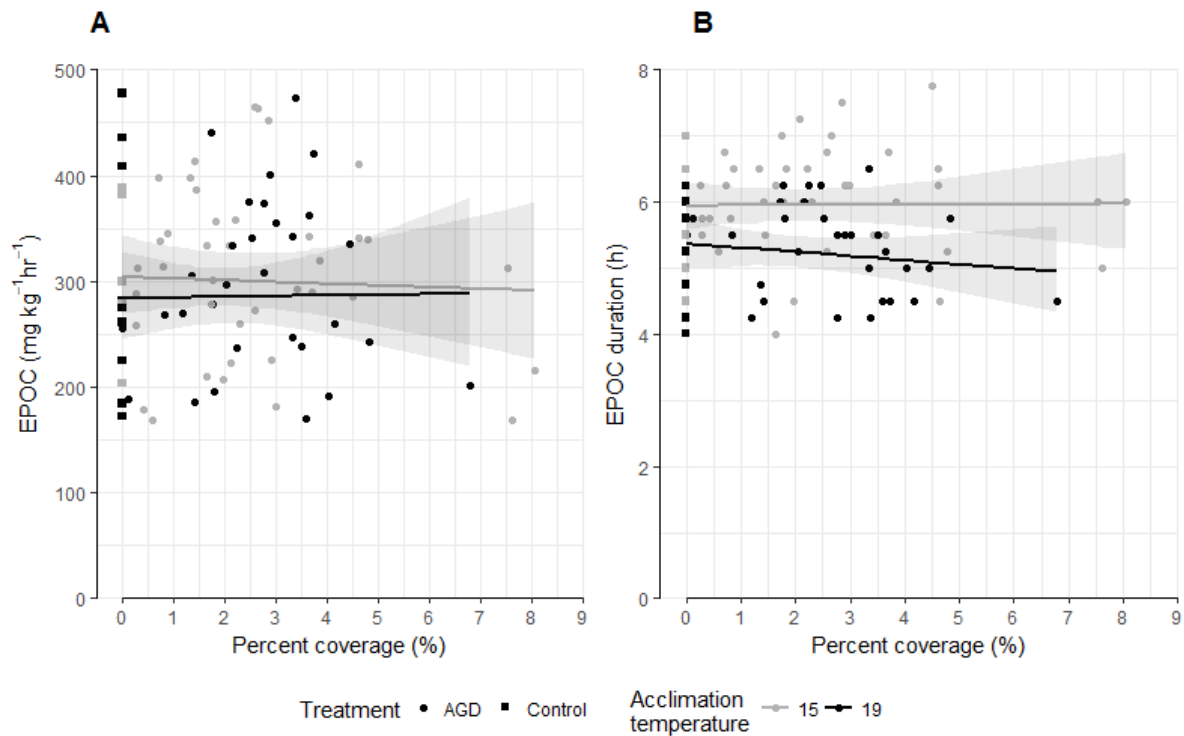 A
B
500
400
300
200
100
0
EPOC (mg kg⁻¹hr⁻¹)
0 1 2 3 4 5 6 7 8 9
Percent coverage (%)
8
6
4
2
0
EPOC duration (h)
0 1 2 3 4 5 6 7 8 9
Percent coverage (%)
Treatment AGD Control
Acclimation
temperature 15 19